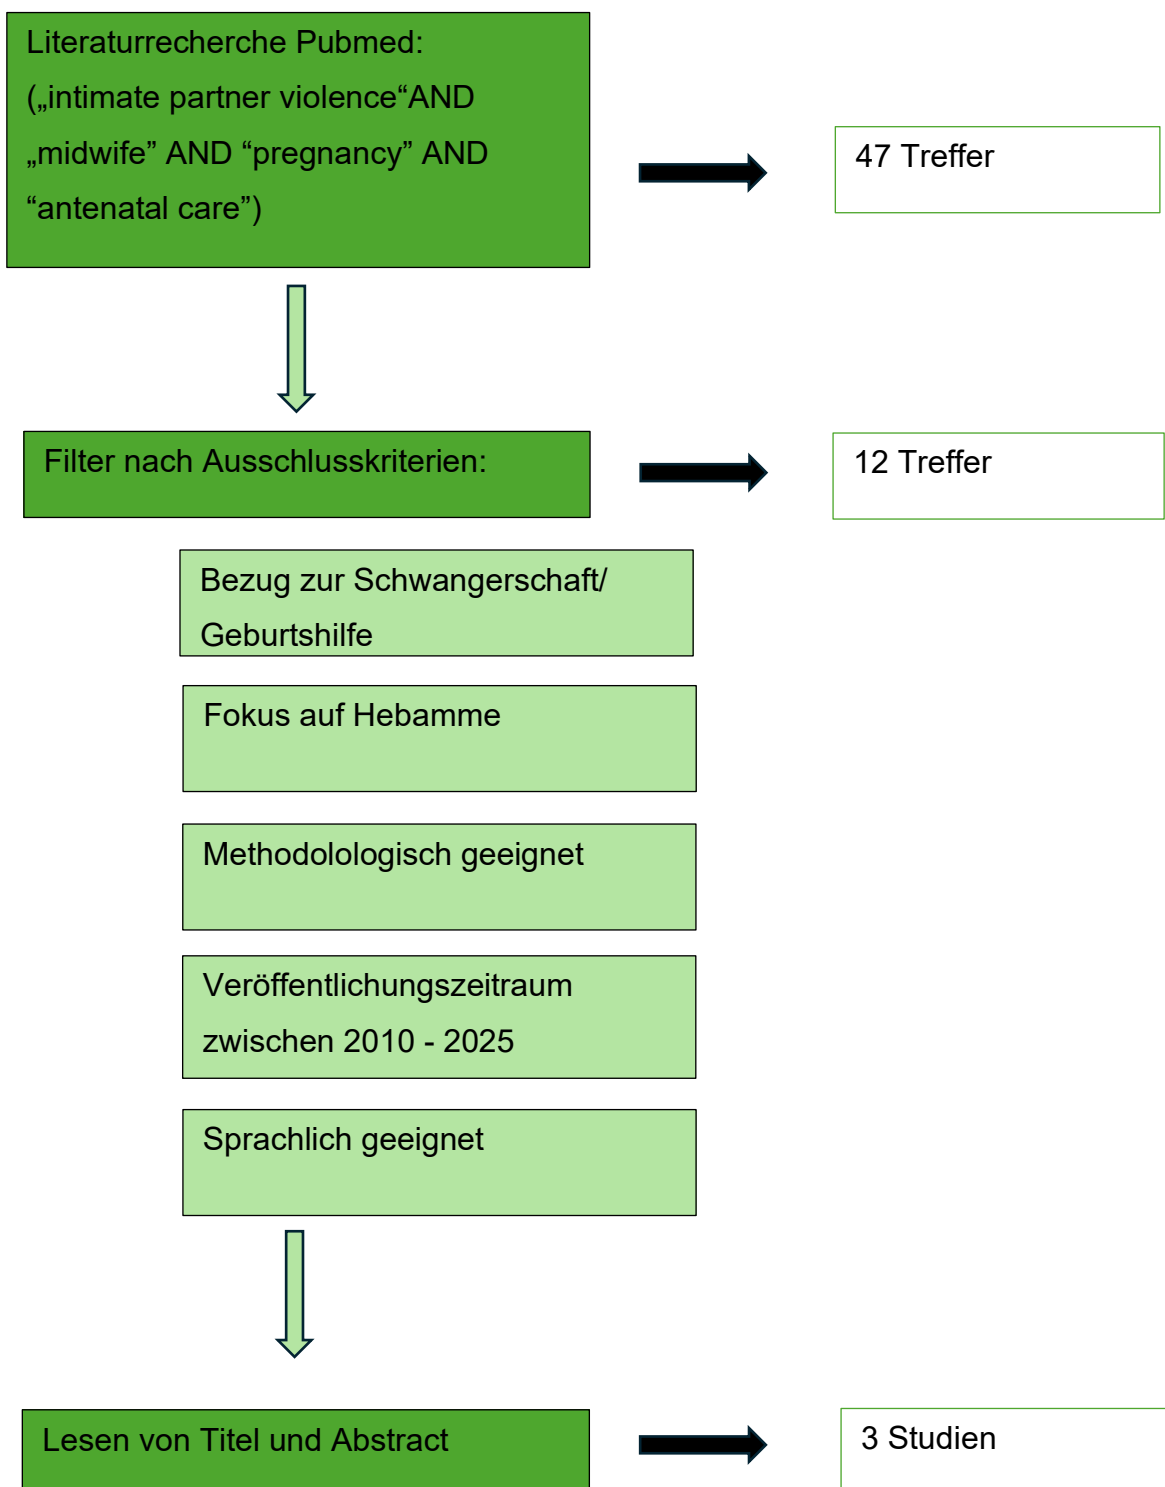 Literaturrecherche Pubmed:
(„intimate partner violence“AND
„midwife” AND “pregnancy” AND
“antenatal care”)
47 Treffer
Filter nach Ausschlusskriterien:
12 Treffer
Bezug zur Schwangerschaft/
Geburtshilfe
Fokus auf Hebamme
Methodolologisch geeignet
Veröffentlichungszeitraum
zwischen 2010 - 2025
Sprachlich geeignet
Lesen von Titel und Abstract
3 Studien